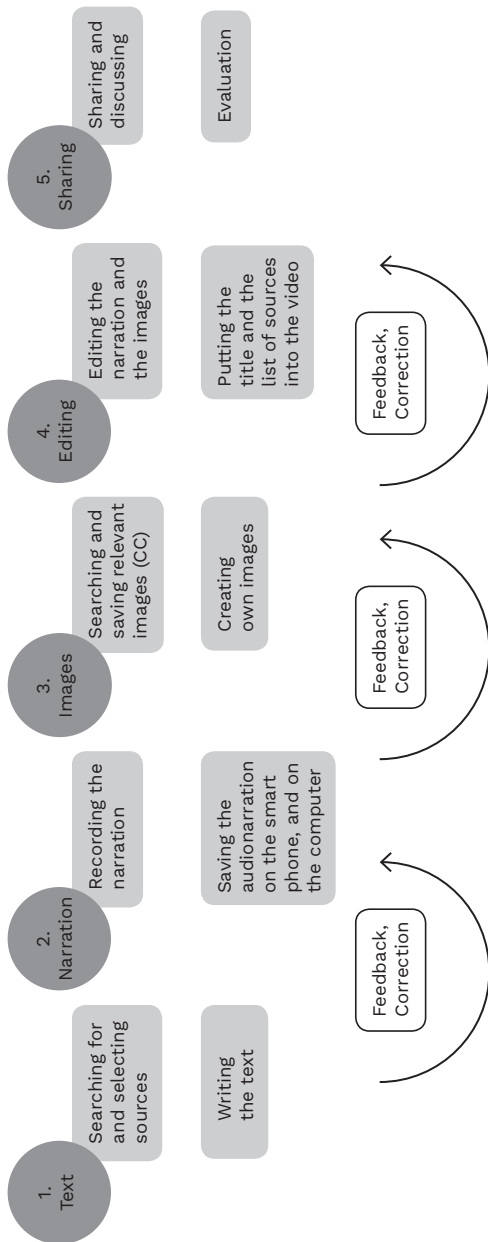 1.
Text
Searching for
and selecting
sources
Writing
the text
2.
Narration
Recording the
narration
Saving the
audionarration
on the smart
phone, and on
the computer
3.
Images
Searching and
saving relevant
images (CC)
Creating
own images
4.
Editing
Editing the
narration and
the images
Putting the
title and the
list of sources
into the video
5.
Sharing
Sharing and
discussing
Evaluation
Feedback,
Correction
Feedback,
Correction
Feedback,
Correction